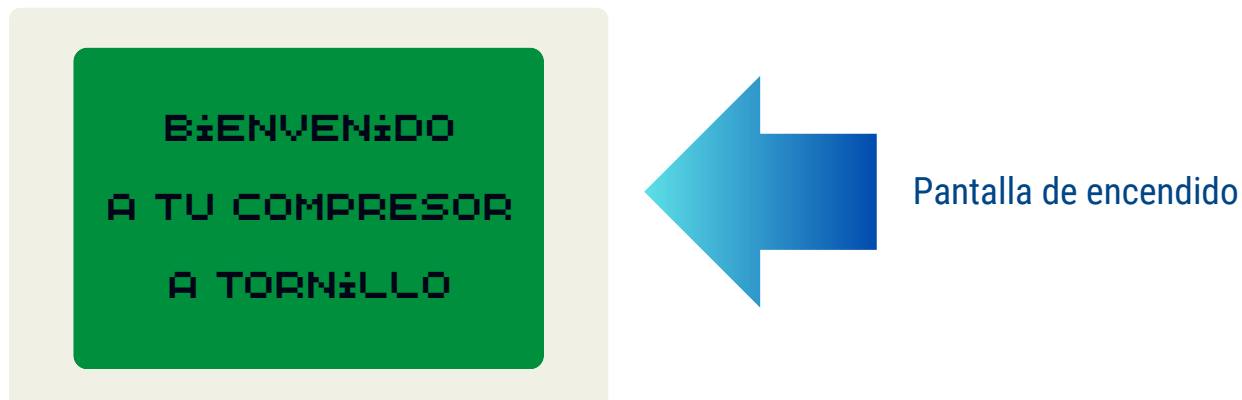 BiENVENiDO
A TU COMPRESOR
A TORNiLLO
Pantalla de encendido